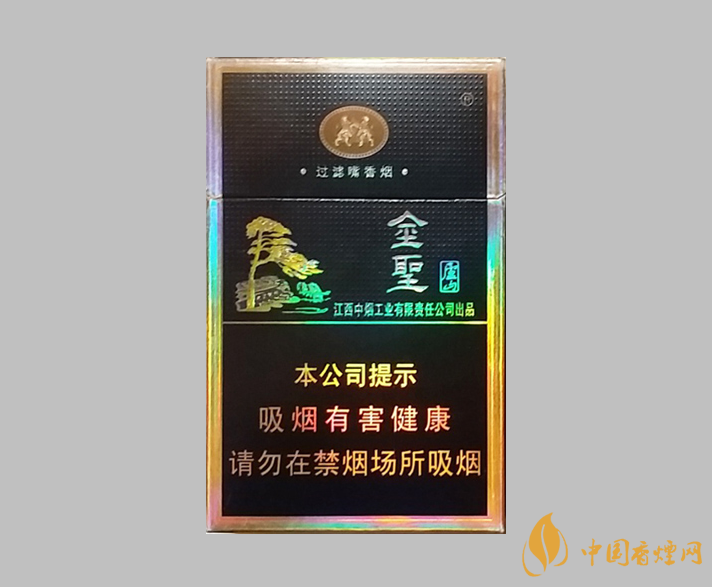 ®
• 过滤嘴香烟 •
金聖
庐山
江西中烟工业有限责任公司出品
本公司提示
吸烟有害健康
请勿在禁烟场所吸烟
中国香煙网